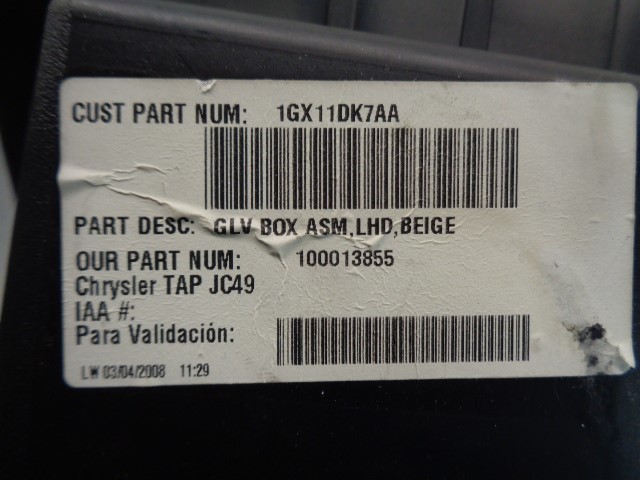 CUST PART NUM: 1GX11DK7AA
PART DESC: GLV BOX ASM,LHD,BEIGE
OUR PART NUM: 100013855
Chrysler TAP JC49
IAA #:
Para Validación:
LW 03/04/2008 11:29